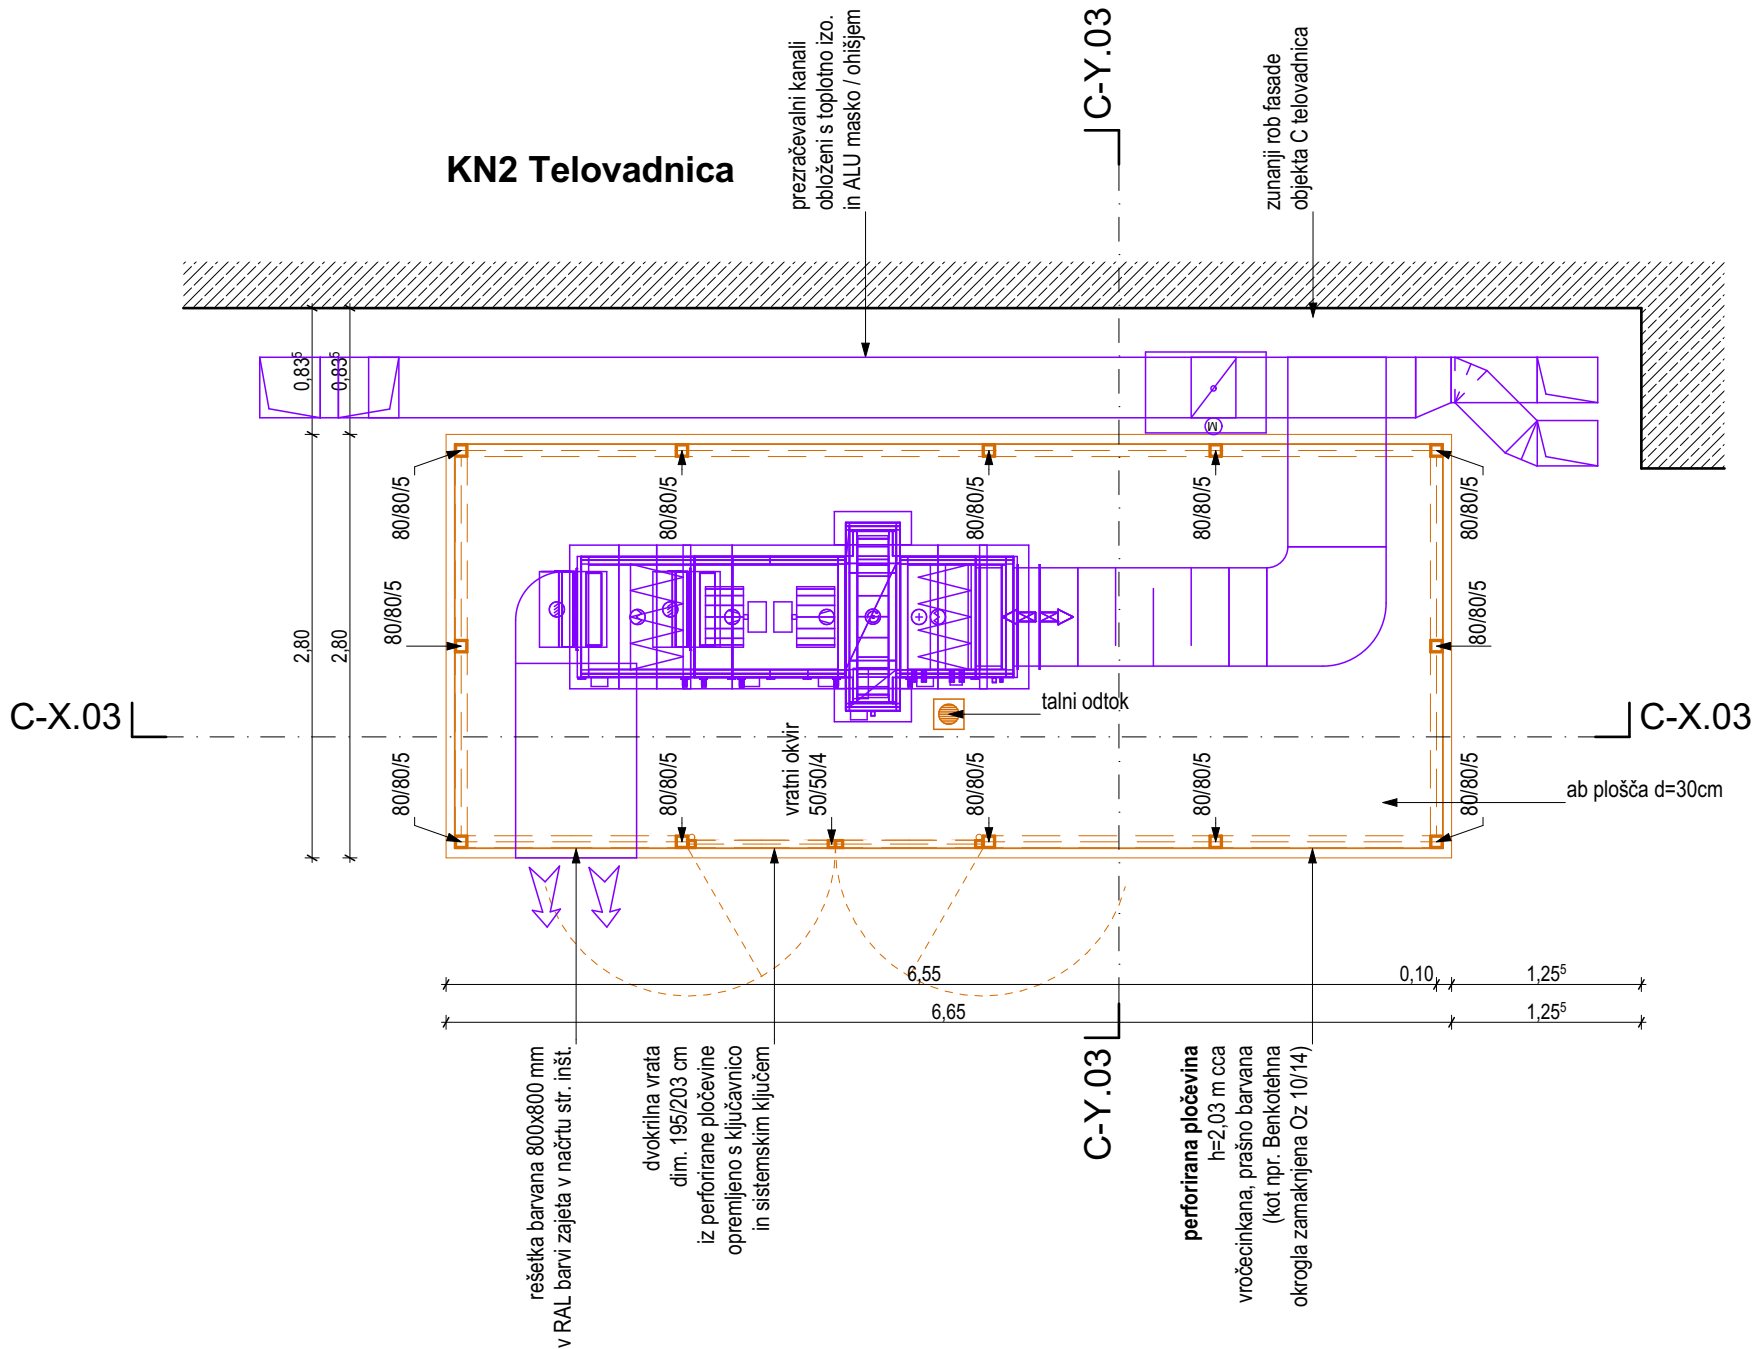 KN2 Telovadnica
prezračevalni kanali
obloženi s toplotno izo.
in ALU masko / ohišjem
C-Y.03
zunanji rob fasade
objekta C telovadnica
0,83⁵
0,83⁵
M
80/80/5
80/80/5
80/80/5
80/80/5
80/80/5
80/80/5
80/80/5
2,80
2,80
talni odtok
C-X.03
C-X.03
80/80/5
80/80/5
vratni okvir
50/50/4
80/80/5
80/80/5
80/80/5
ab plošča d=30cm
6,55
0,10
1,25⁵
6,65
1,25⁵
rešetka barvana 800x800 mm
v RAL barvi zajeta v načrtu str. inšt.
dvokrilna vrata
dim. 195/203 cm
iz perforirane pločevine
opremljeno s ključavnico
in sistemskim ključem
C-Y.03
perforirana pločevina
h=2,03 m cca
vročecinkana, prašno barvana
(kot npr. Benkotehna
okrogla zamaknjena Oz 10/14)